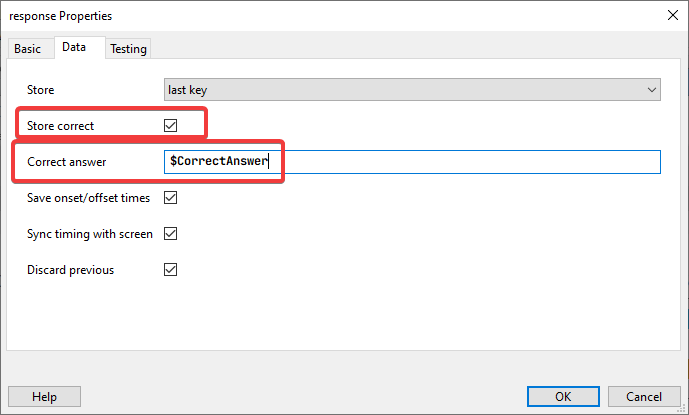 response Properties
Basic
Data
Testing
Store
last key
Store correct
Correct answer
$CorrectAnswer
Save onset/offset times
Sync timing with screen
Discard previous
Help
OK
Cancel